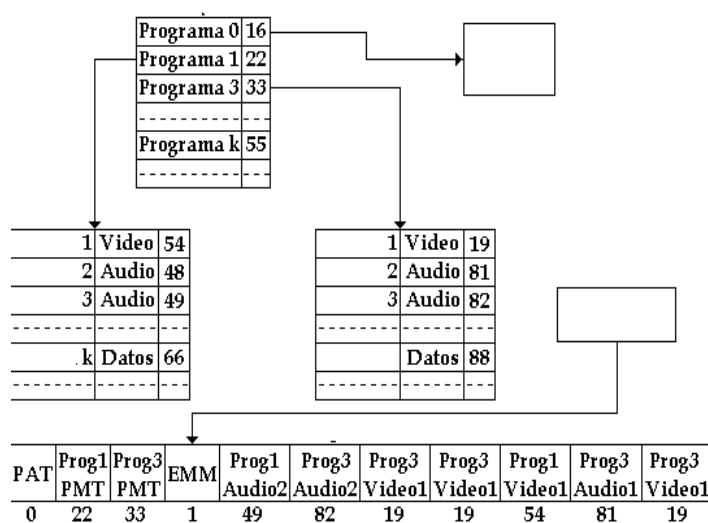 Programa 0 16
Programa 1 22
Programa 3 33
Programa k 55
1 Video 54
2 Audio 48
3 Audio 49
.k Datos 66
1 Video 19
2 Audio 81
3 Audio 82
Datos 88
PAT Prog1 PMT Prog3 PMT EMM Prog1 Audio2 Prog3 Audio2 Prog3 Video1 Prog3 Video1 Prog1 Video1 Prog3 Audio1 Prog3 Video1
0 22 33 1 49 82 19 19 54 81 19